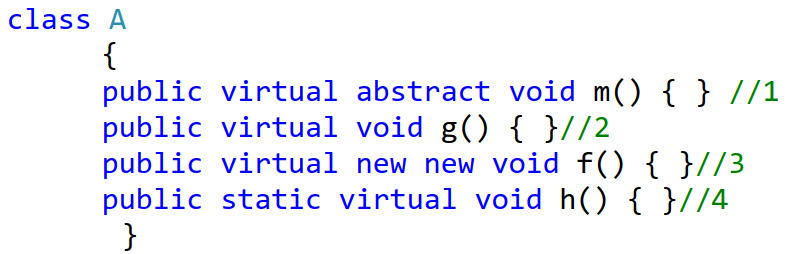 class A
{
public virtual abstract void m() { } //1
public virtual void g() { }//2
public virtual new new void f() { }//3
public static virtual void h() { }//4
}